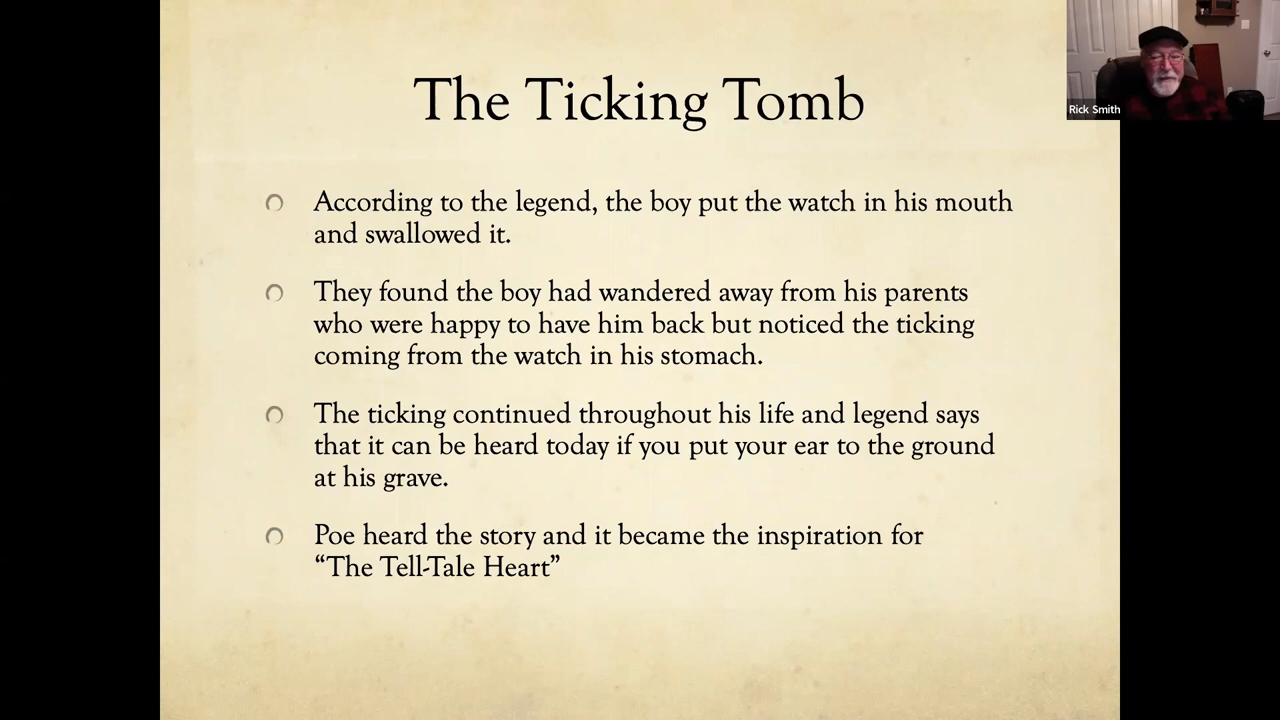 The Ticking Tomb
Rick Smith
According to the legend, the boy put the watch in his mouth
and swallowed it.
They found the boy had wandered away from his parents
who were happy to have him back but noticed the ticking
coming from the watch in his stomach.
The ticking continued throughout his life and legend says
that it can be heard today if you put your ear to the ground
at his grave.
Poe heard the story and it became the inspiration for
“The Tell-Tale Heart”